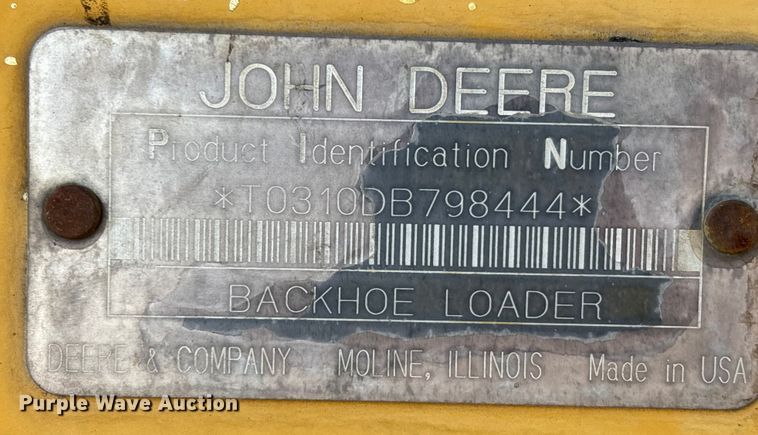 JOHN DEERE
Product Identification Number
*T0310DB798444*
BACKHOE LOADER
DEERE & COMPANY MOLINE, ILLINOIS Made in USA
Purple Wave Auction